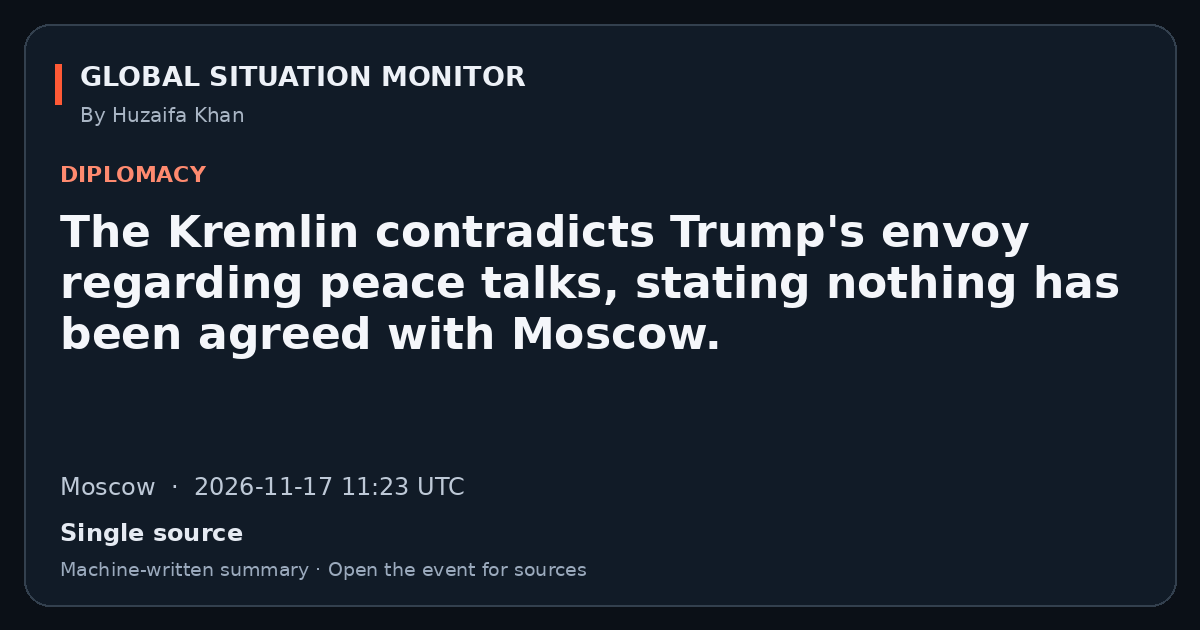 GLOBAL SITUATION MONITOR
By Huzaifa Khan
DIPLOMACY
The Kremlin contradicts Trump's envoy
regarding peace talks, stating nothing has
been agreed with Moscow.
Moscow · 2026-11-17 11:23 UTC
Single source
Machine-written summary · Open the event for sources